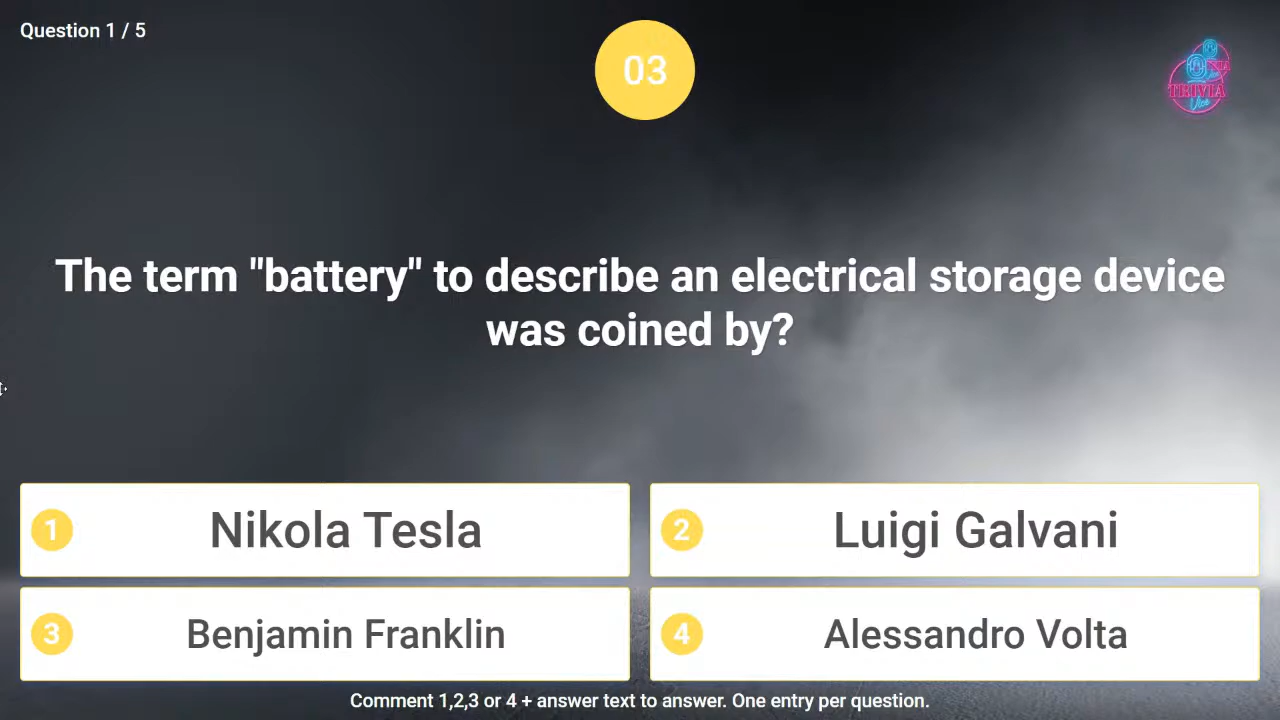 Question 1 / 5
03
TRIVIA
Vice
The term "battery" to describe an electrical storage device
was coined by?
1 Nikola Tesla
2 Luigi Galvani
3 Benjamin Franklin
4 Alessandro Volta
Comment 1,2,3 or 4 + answer text to answer. One entry per question.